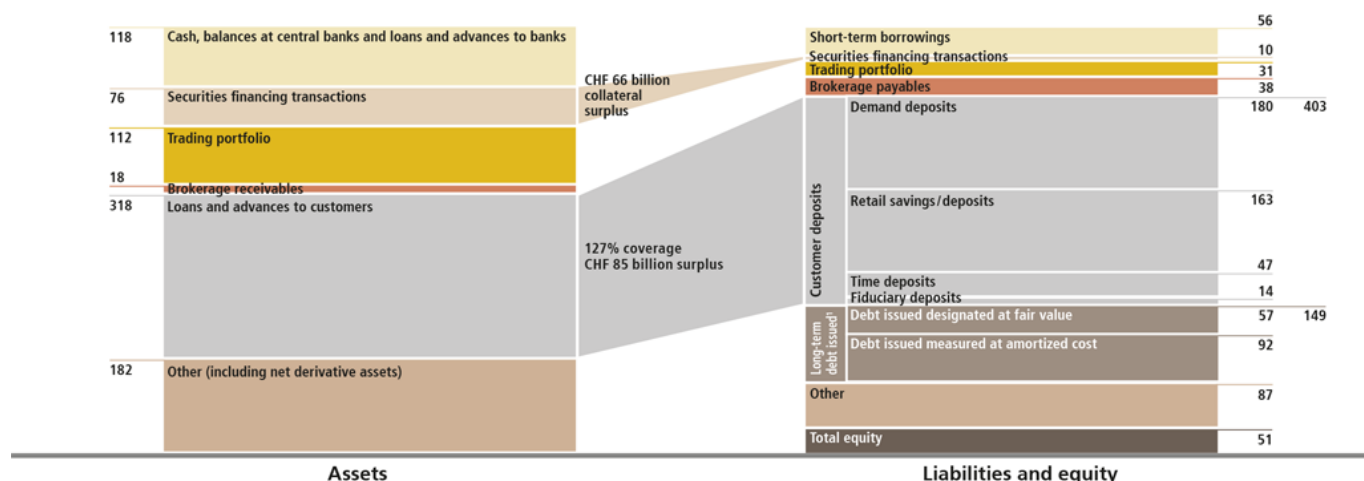 118 Cash, balances at central banks and loans and advances to banks
76 Securities financing transactions
112 Trading portfolio
18 Brokerage receivables
318 Loans and advances to customers
182 Other (including net derivative assets)
Assets
CHF 66 billion
collateral
surplus
127% coverage
CHF 85 billion surplus
Short-term borrowings 56
Securities financing transactions 10
Trading portfolio 31
Brokerage payables 38
Customer deposits
Demand deposits 180 403
Retail savings/deposits 163
Time deposits 47
Fiduciary deposits 14
Long-term
debt issued¹
Debt issued designated at fair value 57 149
Debt issued measured at amortized cost 92
Other 87
Total equity 51
Liabilities and equity